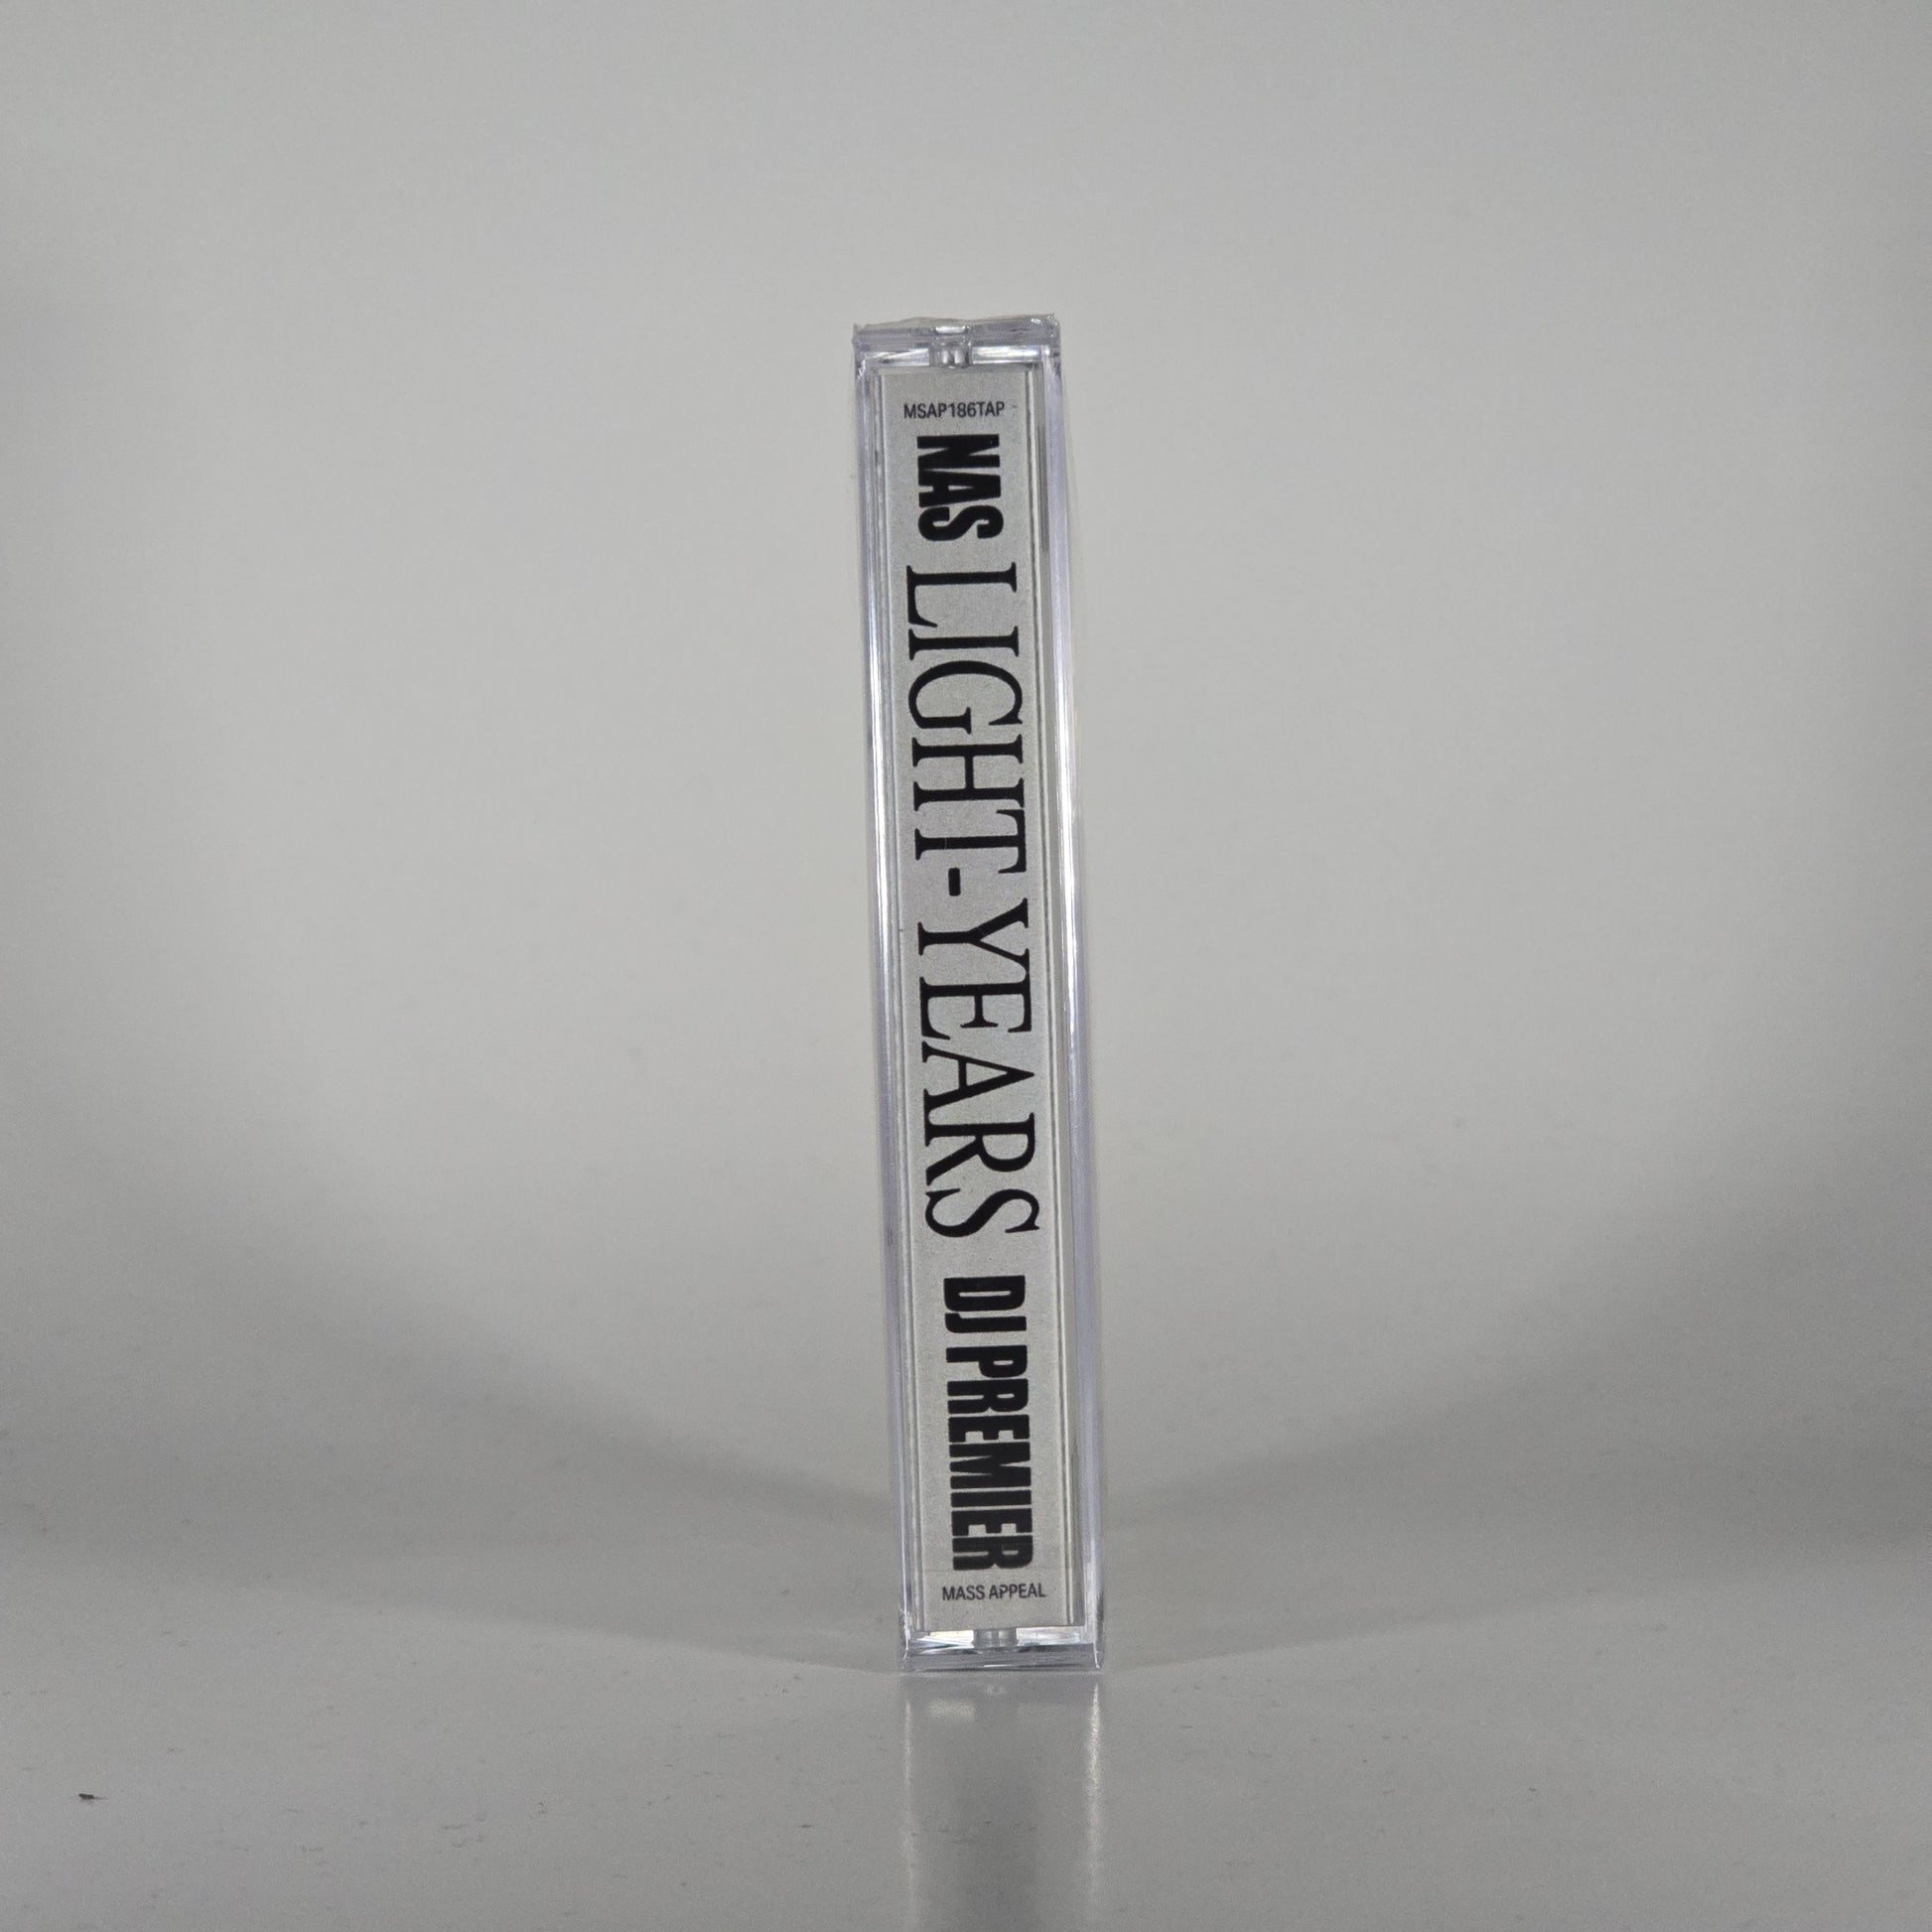 MSAP186TAP
NAS LIGHT-YEARS DJ PREMIER
MASS APPEAL